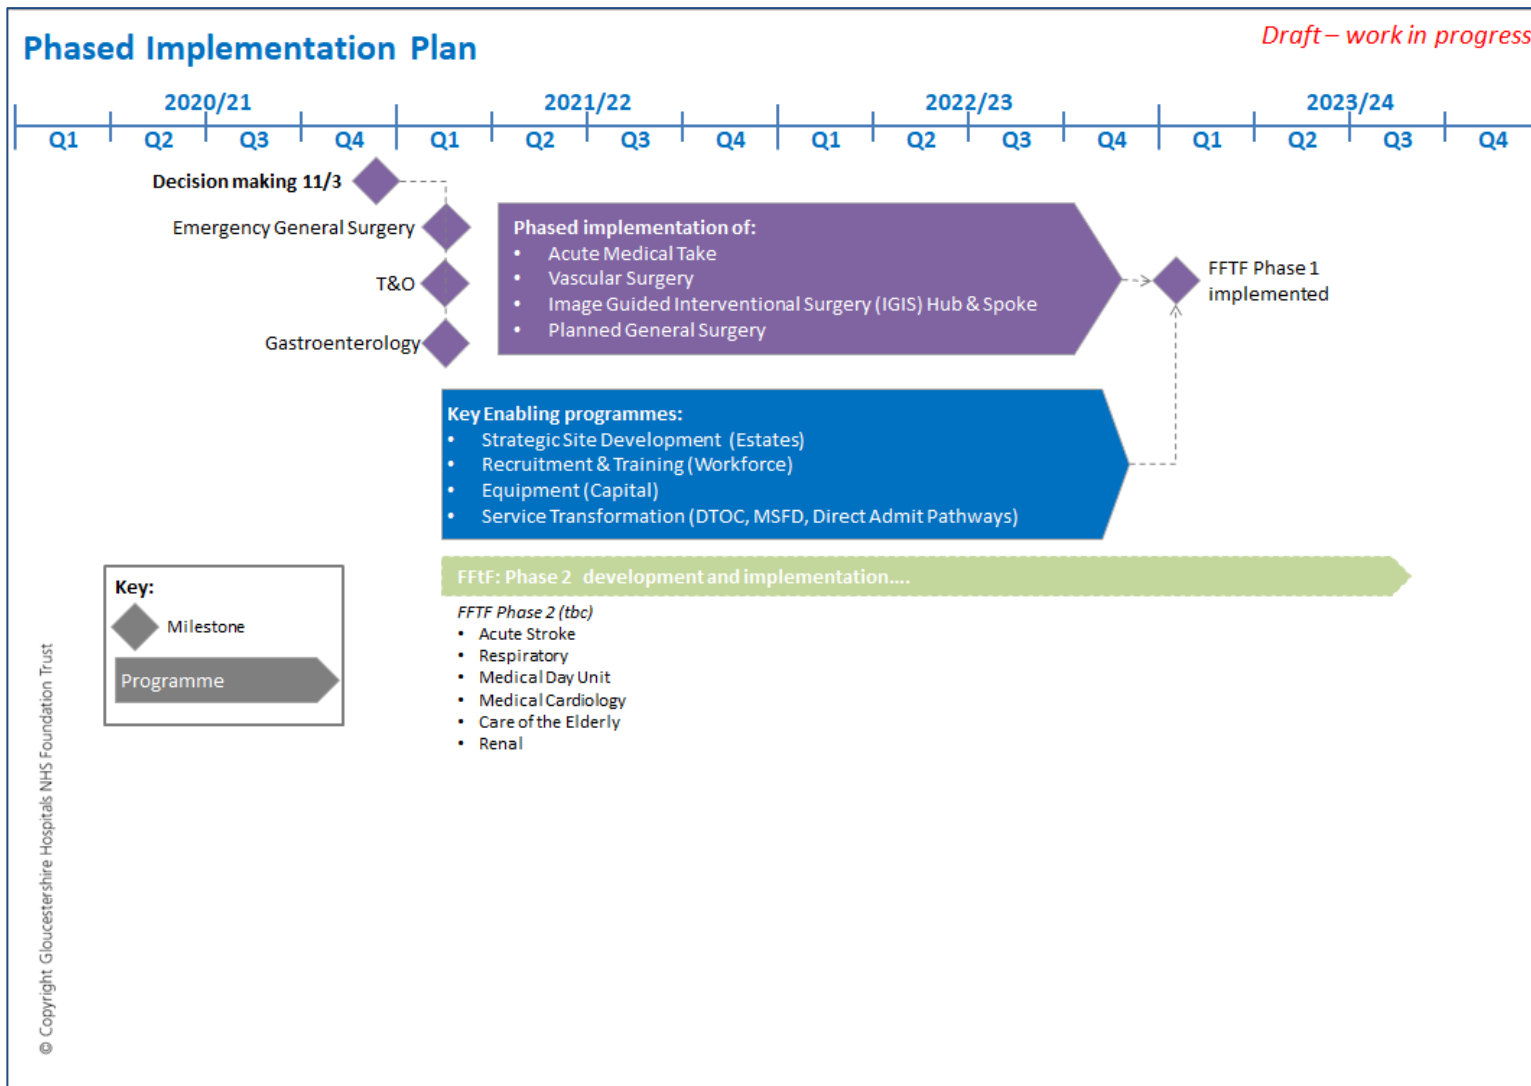 Phased Implementation Plan
Draft – work in progress
2020/21 2021/22 2022/23 2023/24
Q1 Q2 Q3 Q4 Q1 Q2 Q3 Q4 Q1 Q2 Q3 Q4 Q1 Q2 Q3 Q4
Decision making 11/3
Emergency General Surgery
T&O
Gastroenterology
Phased implementation of:
• Acute Medical Take
• Vascular Surgery
• Image Guided Interventional Surgery (IGIS) Hub & Spoke
• Planned General Surgery
FFTF Phase 1
implemented
Key Enabling programmes:
• Strategic Site Development (Estates)
• Recruitment & Training (Workforce)
• Equipment (Capital)
• Service Transformation (DTOC, MSFD, Direct Admit Pathways)
FFtF: Phase 2 development and implementation....
FFTF Phase 2 (tbc)
• Acute Stroke
• Respiratory
• Medical Day Unit
• Medical Cardiology
• Care of the Elderly
• Renal
Key:
Milestone
Programme
© Copyright Gloucestershire Hospitals NHS Foundation Trust